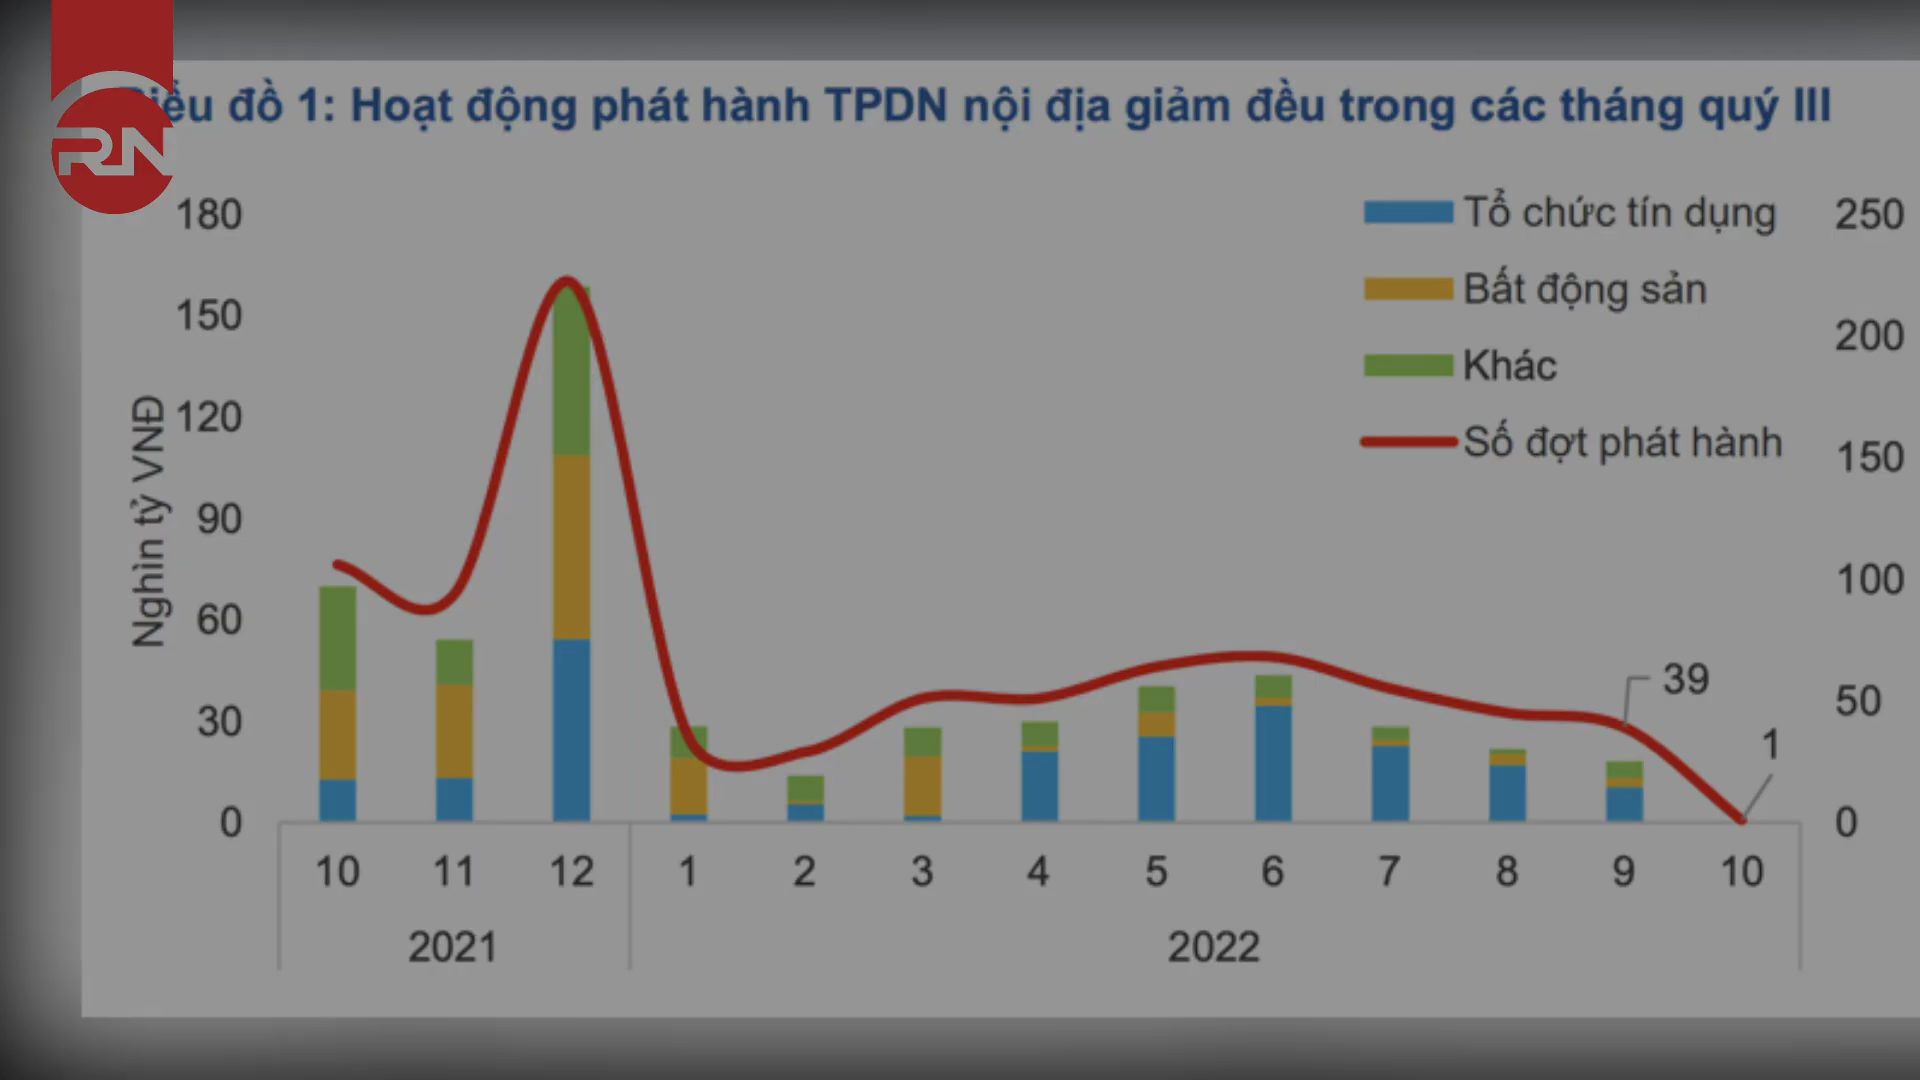 RN
Biểu đồ 1: Hoạt động phát hành TPDN nội địa giảm đều trong các tháng quý III
Nghìn tỷ VNĐ
180
150
120
90
60
30
0
Tổ chức tín dụng
Bất động sản
Khác
Số đợt phát hành
250
200
150
100
50
0
39
1
10 11 12 1 2 3 4 5 6 7 8 9 10
2021 2022